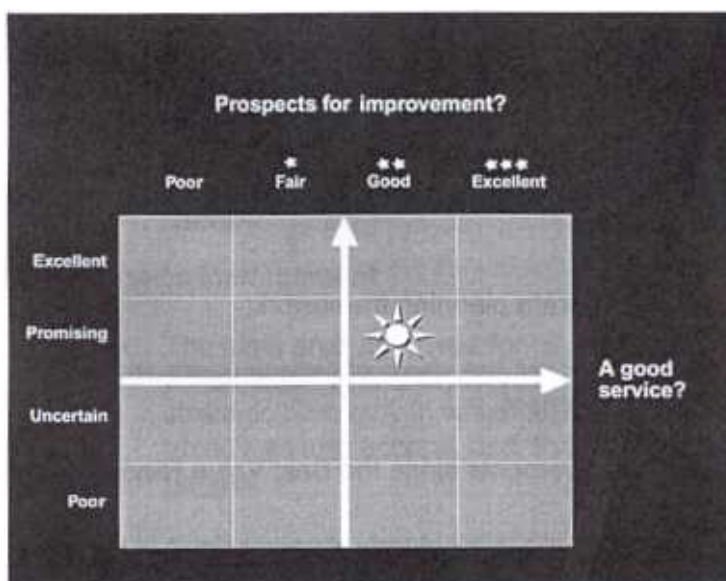 Prospects for improvement?
Poor Fair Good Excellent
Excellent
Promising
A good
service?
Uncertain
Poor